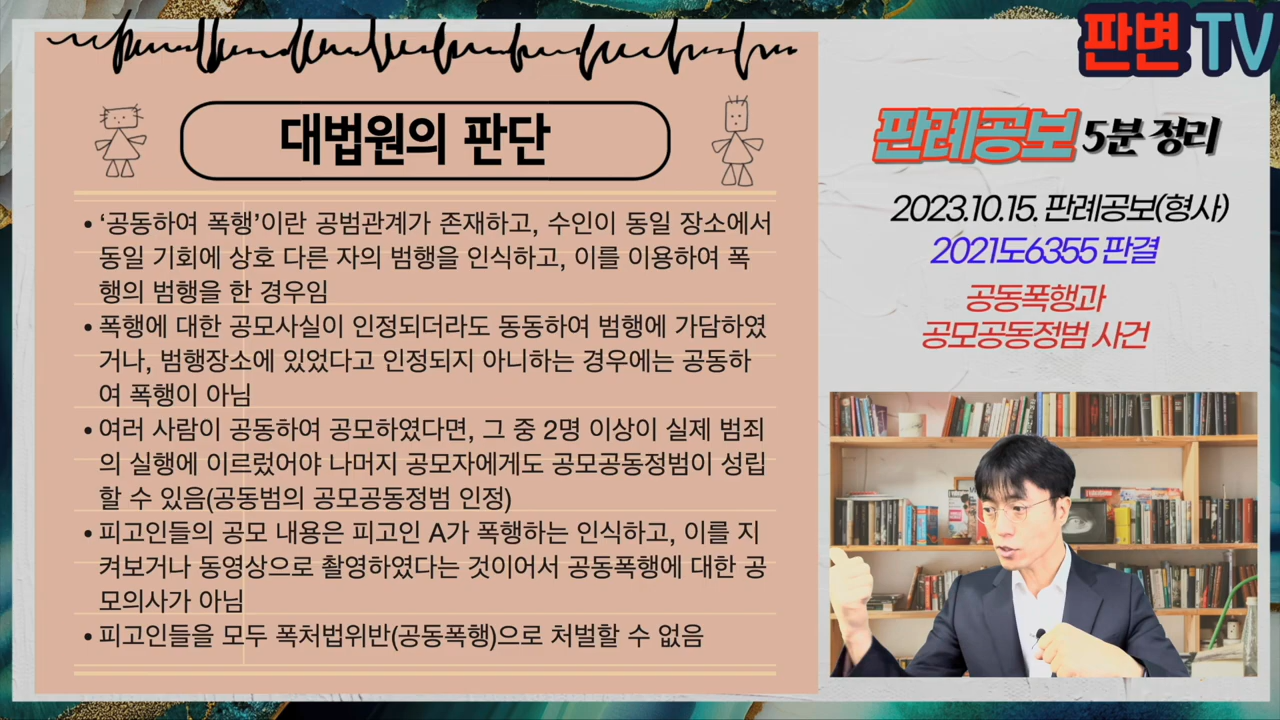 판변 TV
대법원의 판단
• ‘공동하여 폭행’이란 공범관계가 존재하고, 수인이 동일 장소에서
동일 기회에 상호 다른 자의 범행을 인식하고, 이를 이용하여 폭
행의 범행을 한 경우임
• 폭행에 대한 공모사실이 인정되더라도 동동하여 범행에 가담하였
거나, 범행장소에 있었다고 인정되지 아니하는 경우에는 공동하
여 폭행이 아님
• 여러 사람이 공동하여 공모하였다면, 그 중 2명 이상이 실제 범죄
의 실행에 이르렀어야 나머지 공모자에게도 공모공동정범이 성립
할 수 있음(공동범의 공모공동정범 인정)
• 피고인들의 공모 내용은 피고인 A가 폭행하는 인식하고, 이를 지
켜보거나 동영상으로 촬영하였다는 것이어서 공동폭행에 대한 공
모의사가 아님
• 피고인들을 모두 폭처법위반(공동폭행)으로 처벌할 수 없음
판례공보 5분 정리
2023.10.15. 판례공보(형사)
2021도6355 판결
공동폭행과
공모공동정범 사건